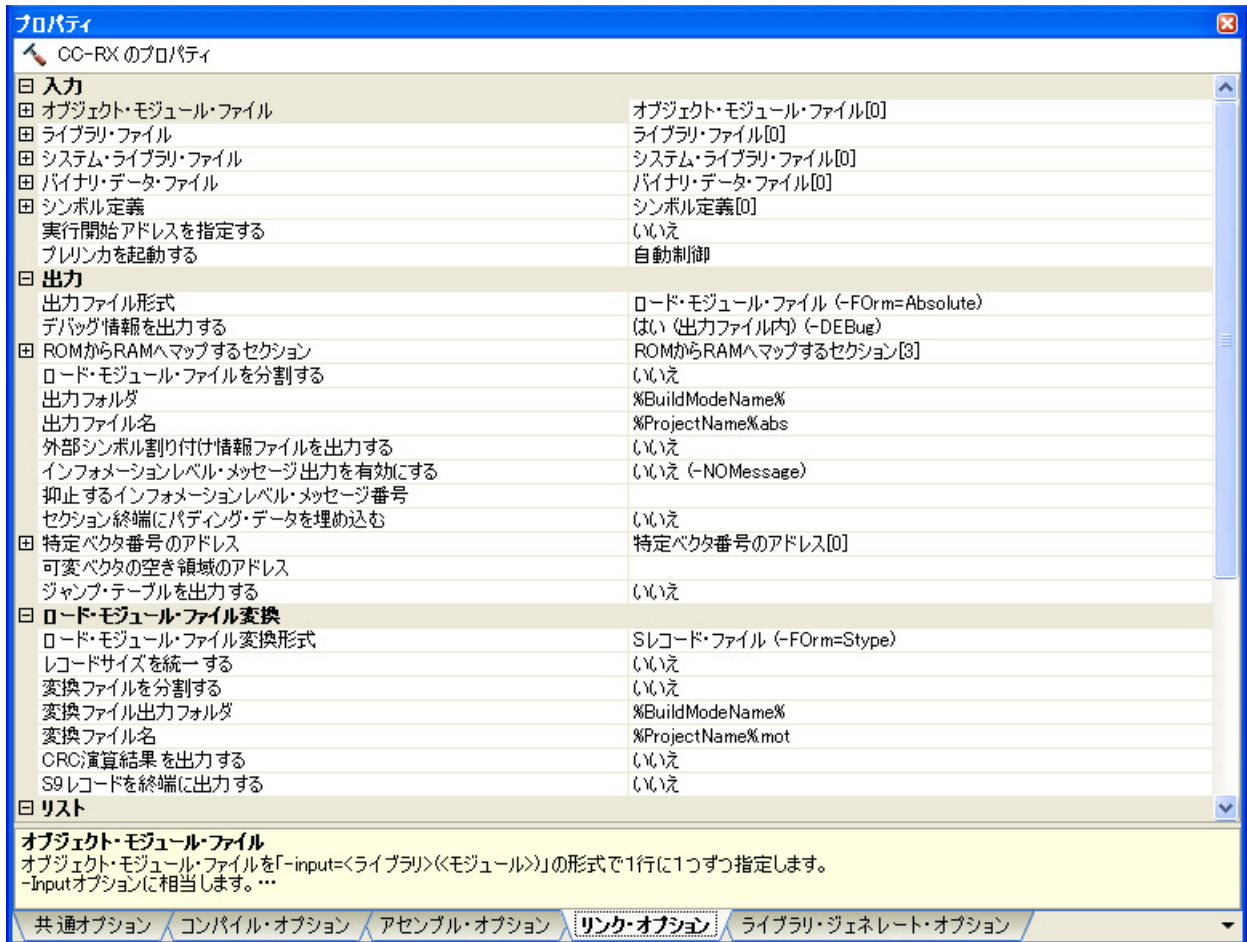 プロパティ
CC-RX のプロパティ
入力
オブジェクト・モジュール・ファイル オブジェクト・モジュール・ファイル[0]
ライブラリ・ファイル ライブラリ・ファイル[0]
システム・ライブラリ・ファイル システム・ライブラリ・ファイル[0]
バイナリ・データ・ファイル バイナリ・データ・ファイル[0]
シンボル定義 シンボル定義[0]
実行開始アドレスを指定する いいえ
プレリンカを起動する 自動制御
出力
出力ファイル形式 ロード・モジュール・ファイル (-FOrm=Absolute)
デバッグ情報を出力する はい (出力ファイル内) (-DEBug)
ROMからRAMへマップするセクション ROMからRAMへマップするセクション[3]
ロード・モジュール・ファイルを分割する いいえ
出力フォルダ %BuildModeName%
出力ファイル名 %ProjectName%.abs
外部シンボル割り付け情報ファイルを出力する いいえ
インフォメーションレベル・メッセージ出力を有効にする いいえ (-NOMessage)
抑止するインフォメーションレベル・メッセージ番号
セクション終端にパディング・データを埋め込む いいえ
特定ベクタ番号のアドレス 特定ベクタ番号のアドレス[0]
可変ベクタの空き領域のアドレス
ジャンプ・テーブルを出力する いいえ
ロード・モジュール・ファイル変換
ロード・モジュール・ファイル変換形式 Sレコード・ファイル (-FOrm=Stype)
レコードサイズを統一する いいえ
変換ファイルを分割する いいえ
変換ファイル出力フォルダ %BuildModeName%
変換ファイル名 %ProjectName%.mot
CRC演算結果を出力する いいえ
S9レコードを終端に出力する いいえ
リスト
オブジェクト・モジュール・ファイル
オブジェクト・モジュール・ファイルを「-input=<ライブラリ>(<モジュール>)」の形式で1行に1つずつ指定します。
-Inputオプションに相当します。…
共通オプション コンパイル・オプション アセンブル・オプション リンク・オプション ライブラリ・ジェネレート・オプション